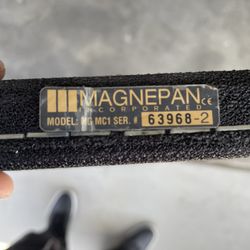 MAGNEPAN CE
INCORPORATED
MODEL: MG MC1 SER. # 63968-2